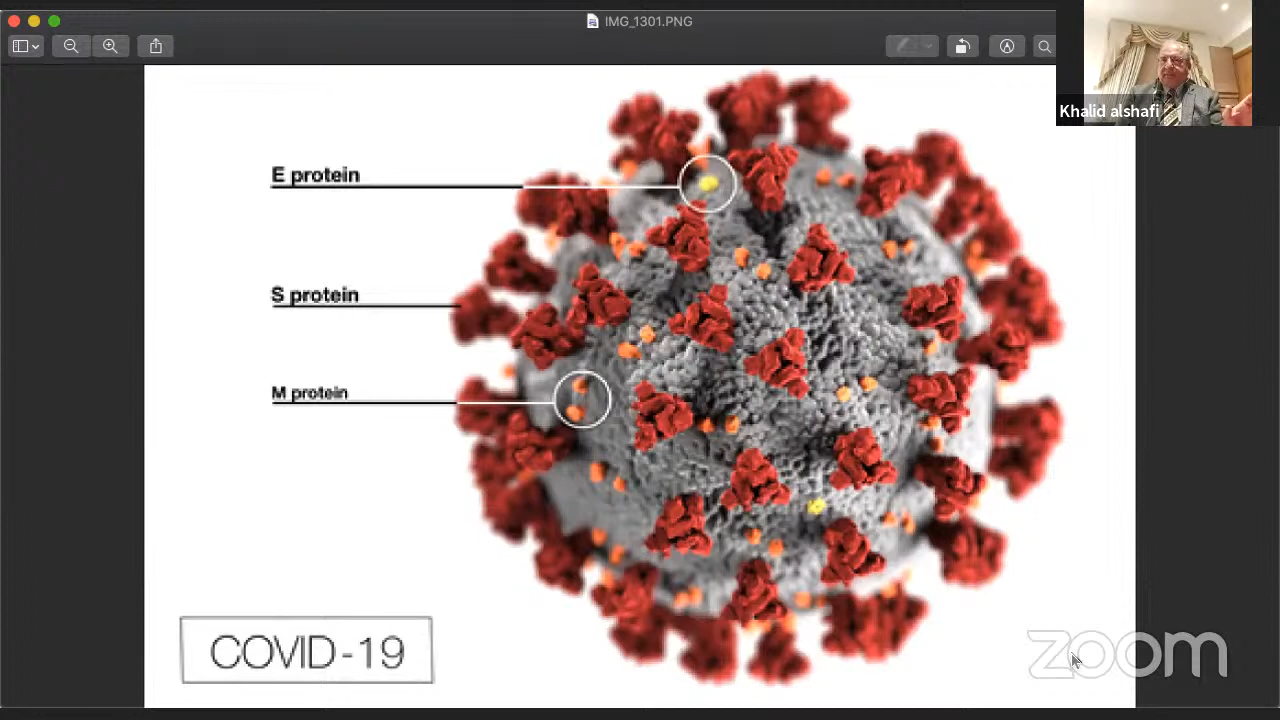 IMG_1301.PNG
Khalid alshafi
E protein
S protein
M protein
COVID-19
zoom